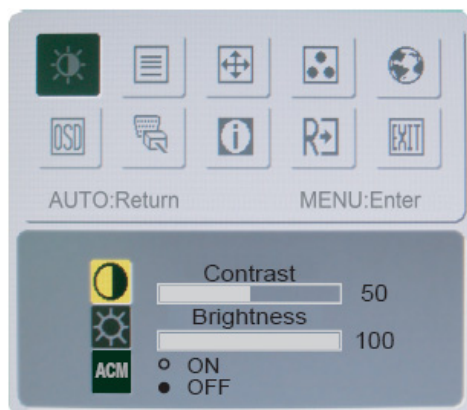 OSD
i
R
EXIT
AUTO:Return MENU:Enter
Contrast
50
Brightness
100
ACM
ON
OFF